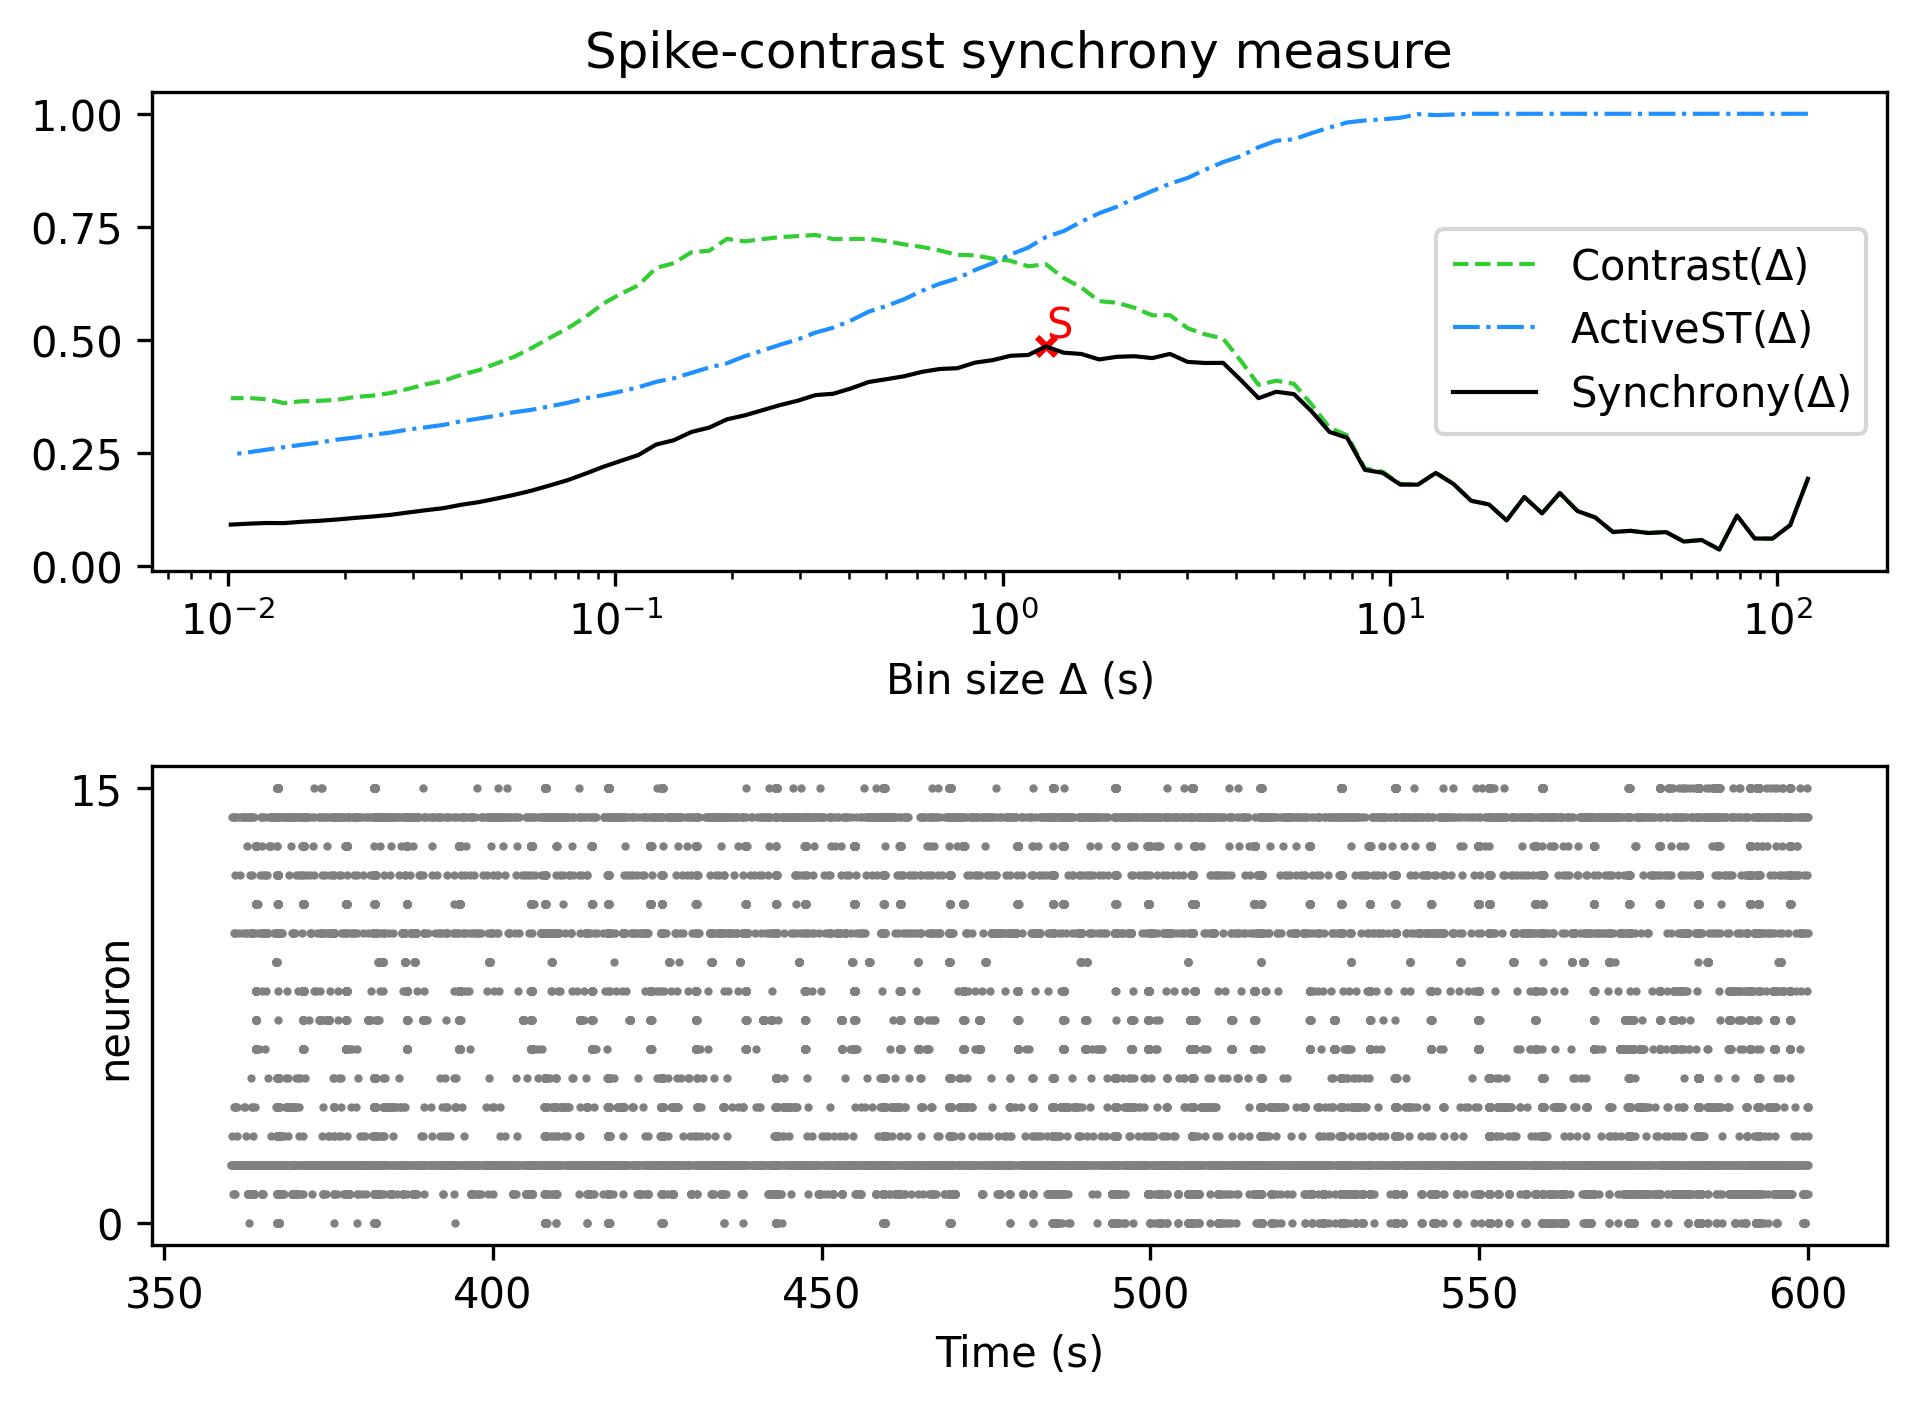 Spike-contrast synchrony measure
1.00
0.75
0.50
0.25
0.00
S
Contrast(Δ)
ActiveST(Δ)
Synchrony(Δ)
10⁻² 10⁻¹ 10⁰ 10¹ 10²
Bin size Δ (s)
15
neuron
0
350 400 450 500 550 600
Time (s)